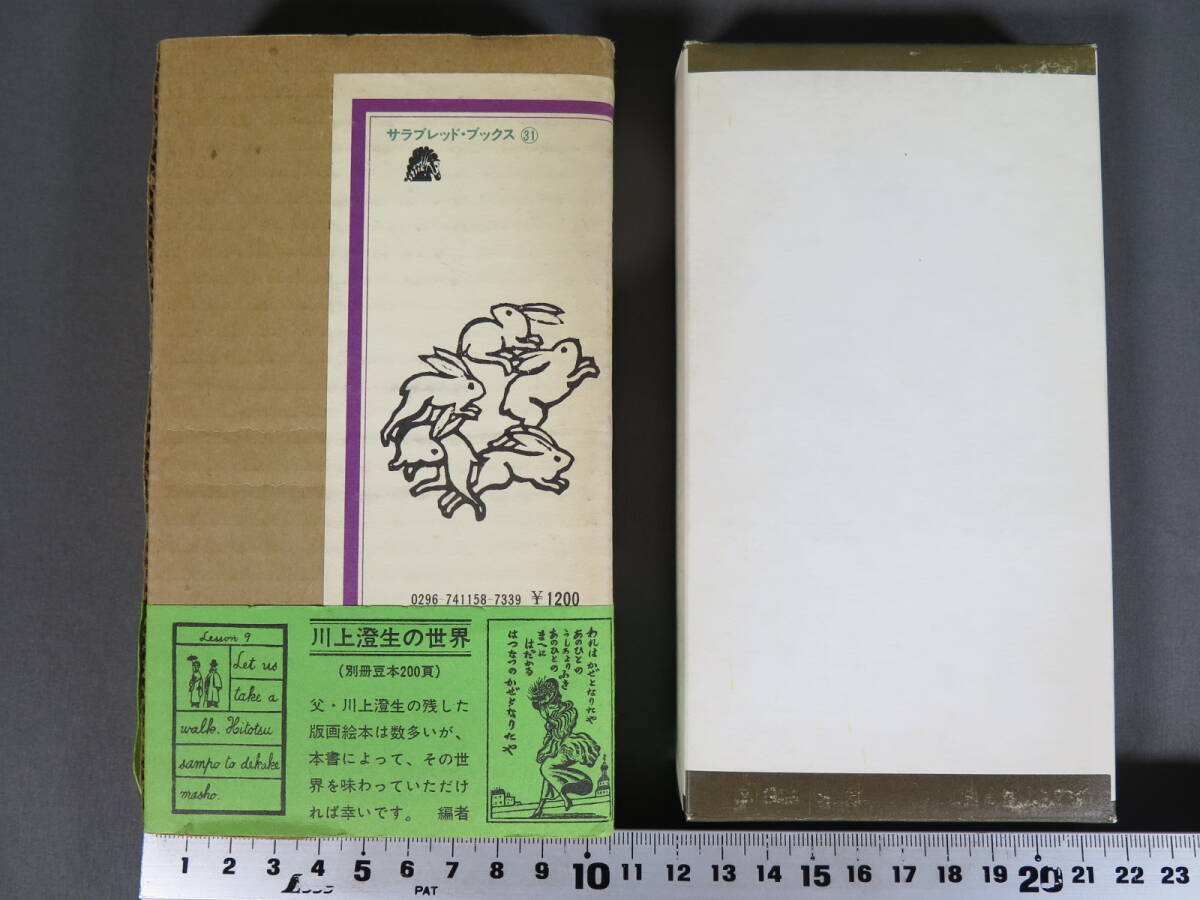 サラブレッド・ブックス ㉛
0296-741158-7339 ¥1200
Lesson 9
Let us
take a
walk. Hitotsu
sampo to dekake
masho.
川上澄生の世界
(別冊豆本200頁)
父・川上澄生の残した
版画絵本は数多いが、
本書によって、その世
界を味わっていただけ
れば幸いです。 編者
われは かぜとなりたや
あのひとの
うしろよりふき
あのひとの
まへに
はだかる
はつなつの かぜとなりたや
1 2 3 4 5 6 7 8 9 10 11 12 13 14 15 16 17 18 19 20 21 22 23
PAT